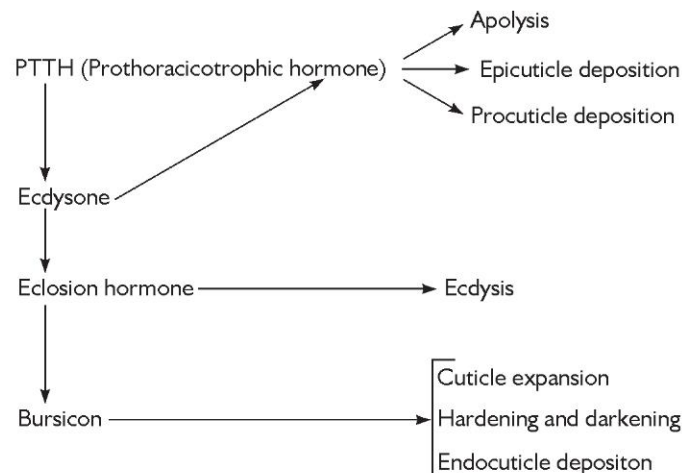 Apolysis
PTTH (Prothoracicotrophic hormone)
Epicuticle deposition
Procuticle deposition
Ecdysone
Eclosion hormone
Ecdysis
Cuticle expansion
Bursicon
Hardening and darkening
Endocuticle depositon